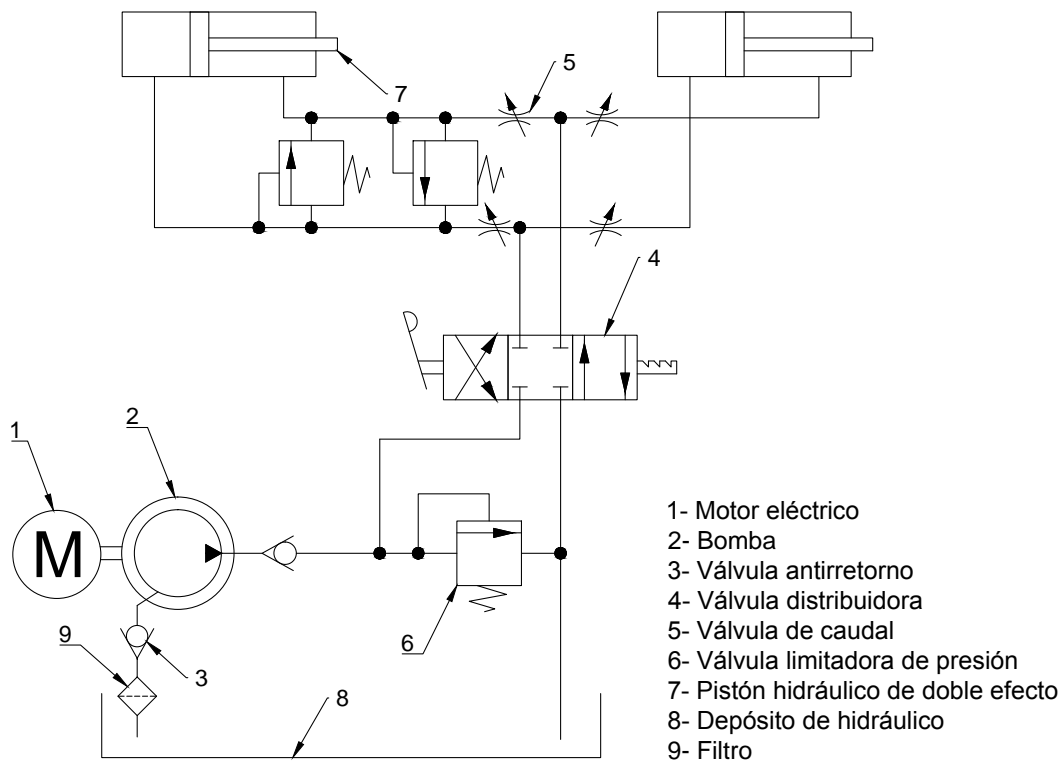 5
7
4
2
1
M
6
3
9
8
1- Motor eléctrico
2- Bomba
3- Válvula antirretorno
4- Válvula distribuidora
5- Válvula de caudal
6- Válvula limitadora de presión
7- Pistón hidráulico de doble efecto
8- Depósito de hidráulico
9- Filtro